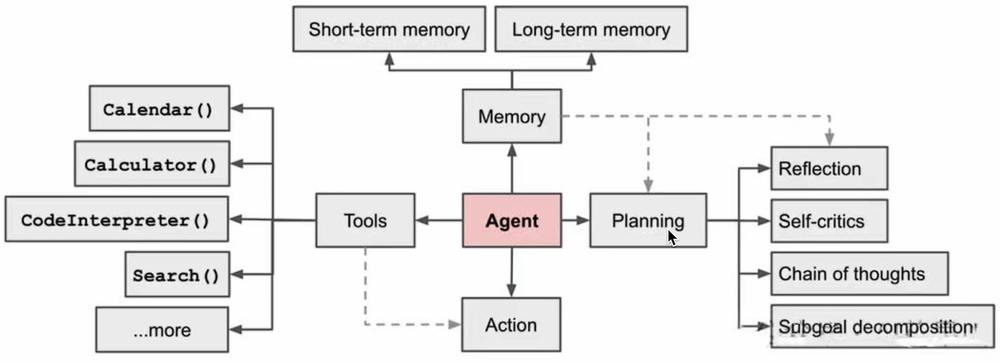 Short-term memory
Long-term memory
Calendar()
Memory
Calculator()
Reflection
CodeInterpreter()
Tools
Agent
Planning
Self-critics
Search()
Chain of thoughts
...more
Action
Subgoal decomposition